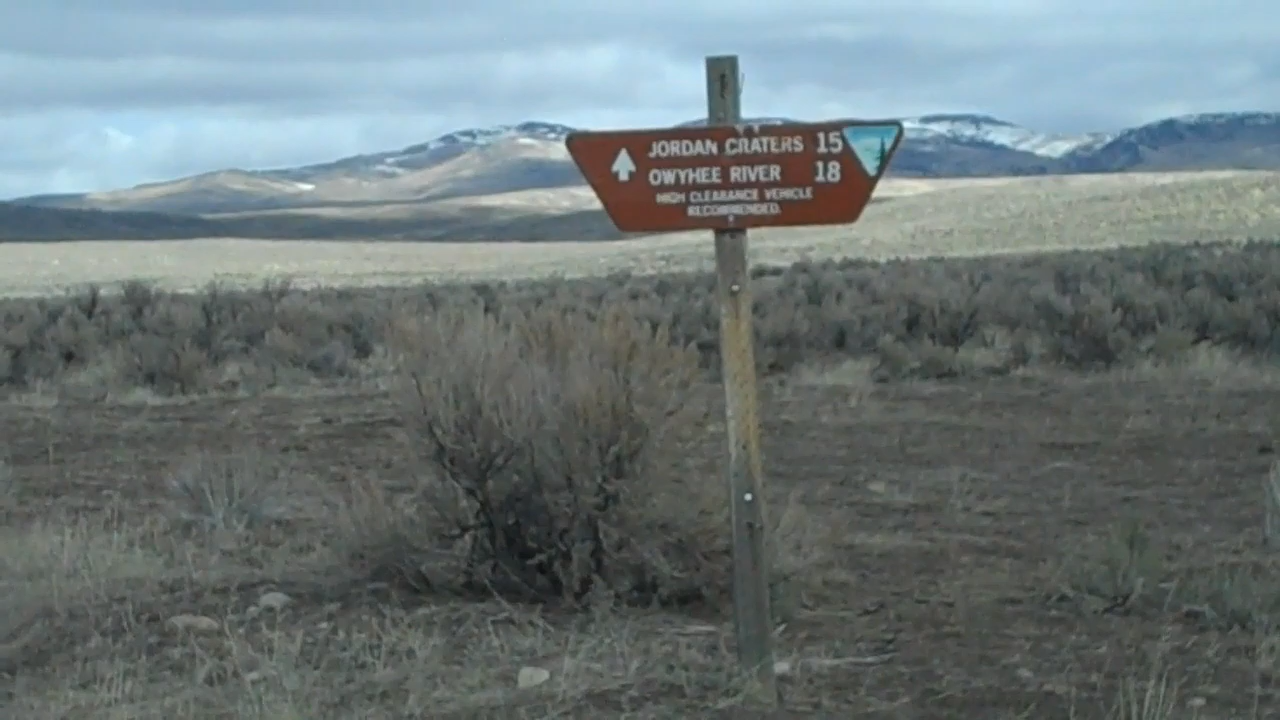 JORDAN CRATERS 15
OWYHEE RIVER 18
HIGH CLEARANCE VEHICLE
RECOMMENDED